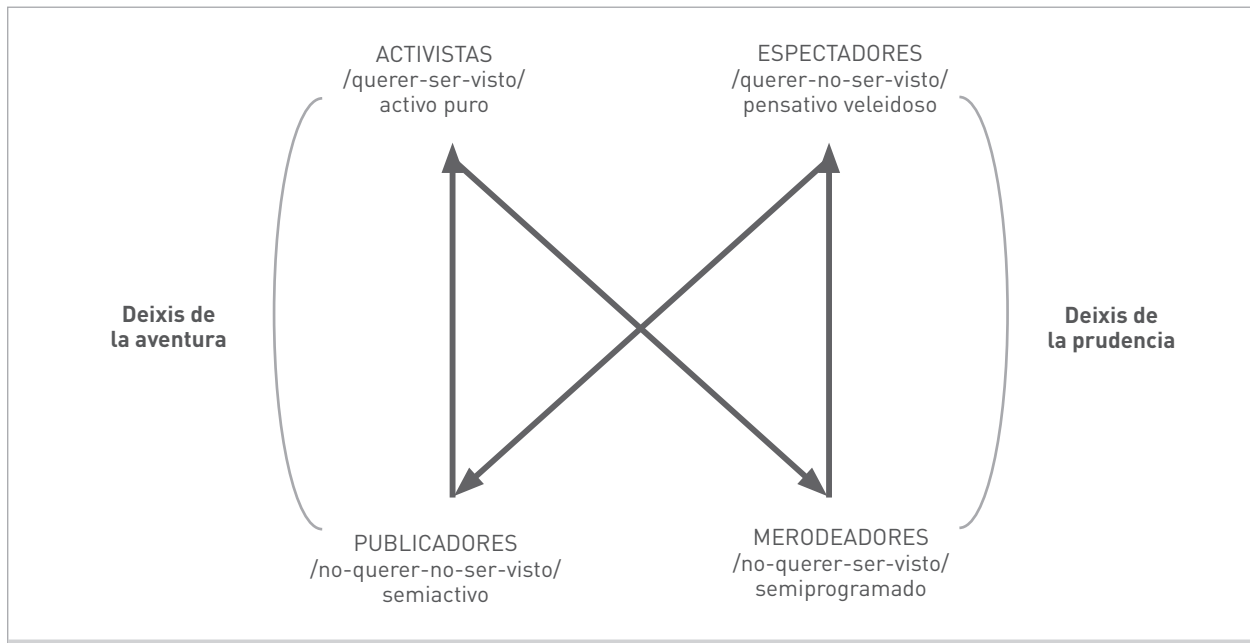 ACTIVISTAS
/querer-ser-visto/
activo puro
ESPECTADORES
/querer-no-ser-visto/
pensativo veleidoso
Deixis de
la aventura
Deixis de
la prudencia
PUBLICADORES
/no-querer-no-ser-visto/
semiactivo
MERODEADORES
/no-querer-ser-visto/
semiprogramado